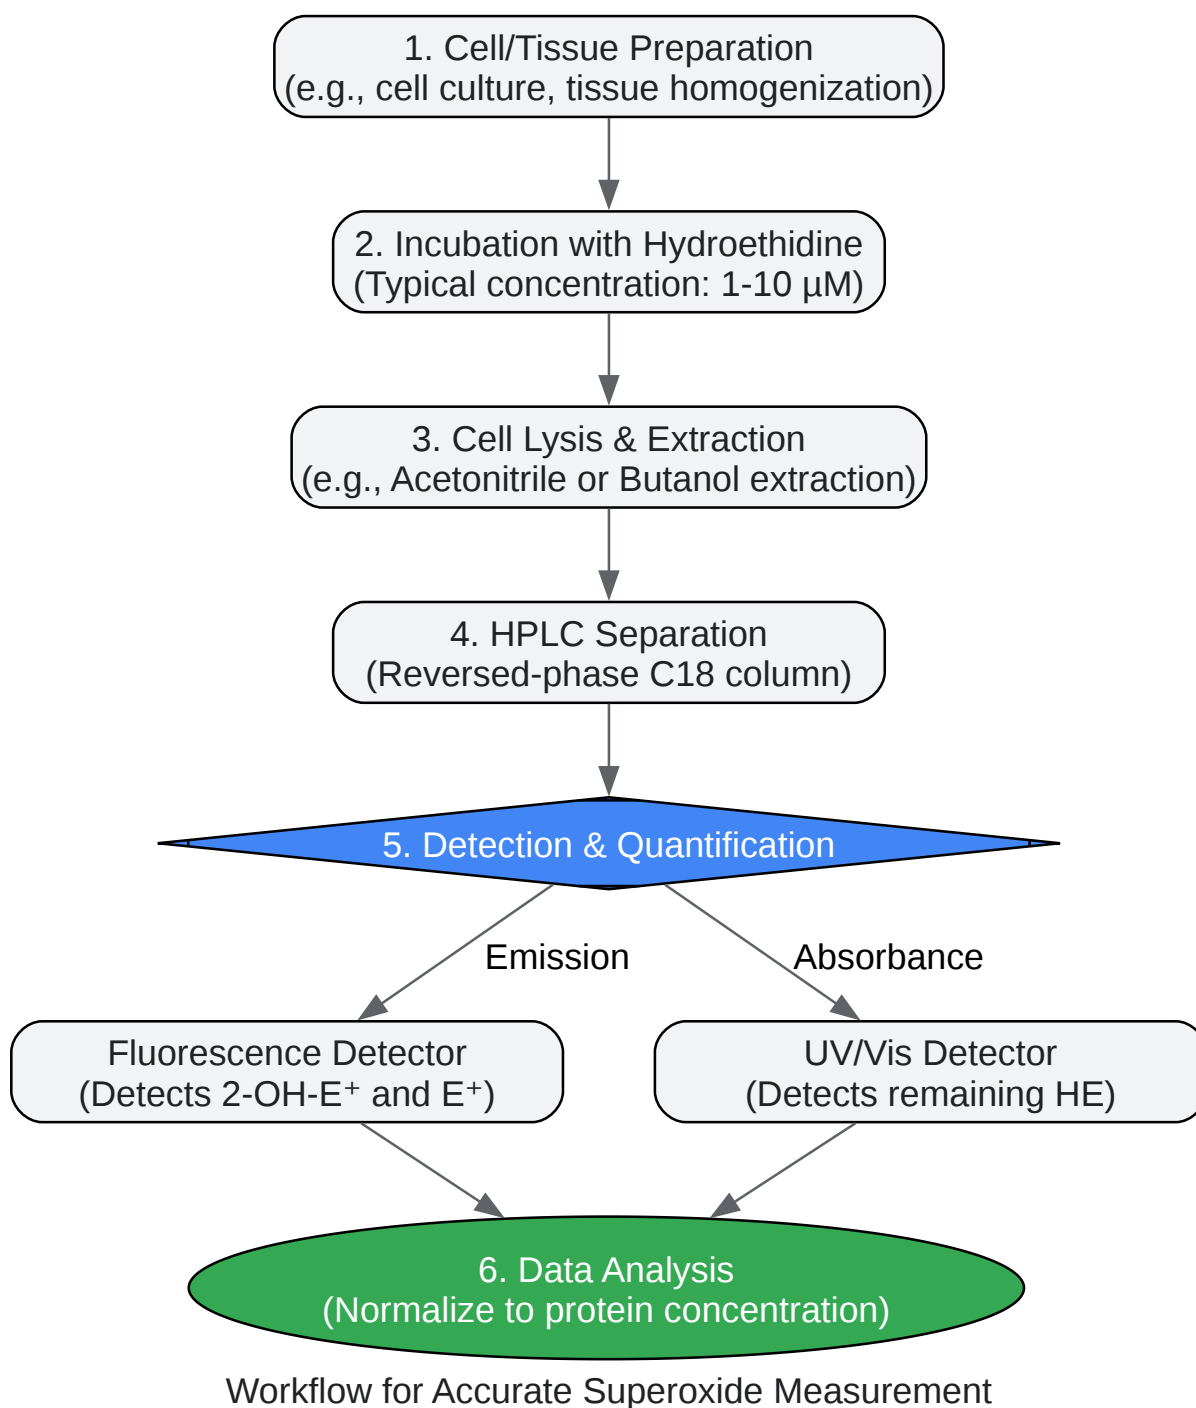 1. Cell/Tissue Preparation
(e.g., cell culture, tissue homogenization)
2. Incubation with Hydroethidine
(Typical concentration: 1-10 µM)
3. Cell Lysis & Extraction
(e.g., Acetonitrile or Butanol extraction)
4. HPLC Separation
(Reversed-phase C18 column)
5. Detection & Quantification
Emission
Absorbance
Fluorescence Detector
(Detects 2-OH-E⁺ and E⁺)
UV/Vis Detector
(Detects remaining HE)
6. Data Analysis
(Normalize to protein concentration)
Workflow for Accurate Superoxide Measurement